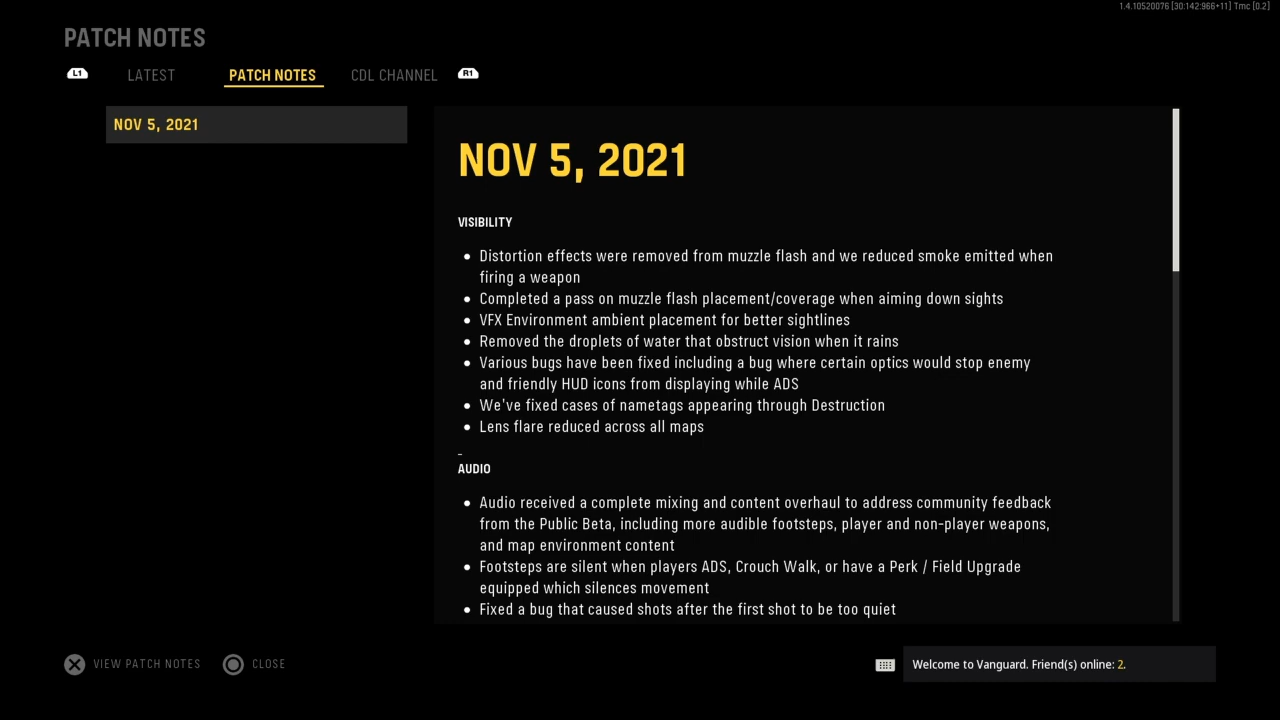 1.4.10520076 [30:142:966+11] Tmc [0.2]
PATCH NOTES
L1 LATEST PATCH NOTES CDL CHANNEL R1
NOV 5, 2021
NOV 5, 2021
VISIBILITY
• Distortion effects were removed from muzzle flash and we reduced smoke emitted when
firing a weapon
• Completed a pass on muzzle flash placement/coverage when aiming down sights
• VFX Environment ambient placement for better sightlines
• Removed the droplets of water that obstruct vision when it rains
• Various bugs have been fixed including a bug where certain optics would stop enemy
and friendly HUD icons from displaying while ADS
• We've fixed cases of nametags appearing through Destruction
• Lens flare reduced across all maps
–
AUDIO
• Audio received a complete mixing and content overhaul to address community feedback
from the Public Beta, including more audible footsteps, player and non-player weapons,
and map environment content
• Footsteps are silent when players ADS, Crouch Walk, or have a Perk / Field Upgrade
equipped which silences movement
• Fixed a bug that caused shots after the first shot to be too quiet
VIEW PATCH NOTES CLOSE
Welcome to Vanguard. Friend(s) online: 2.